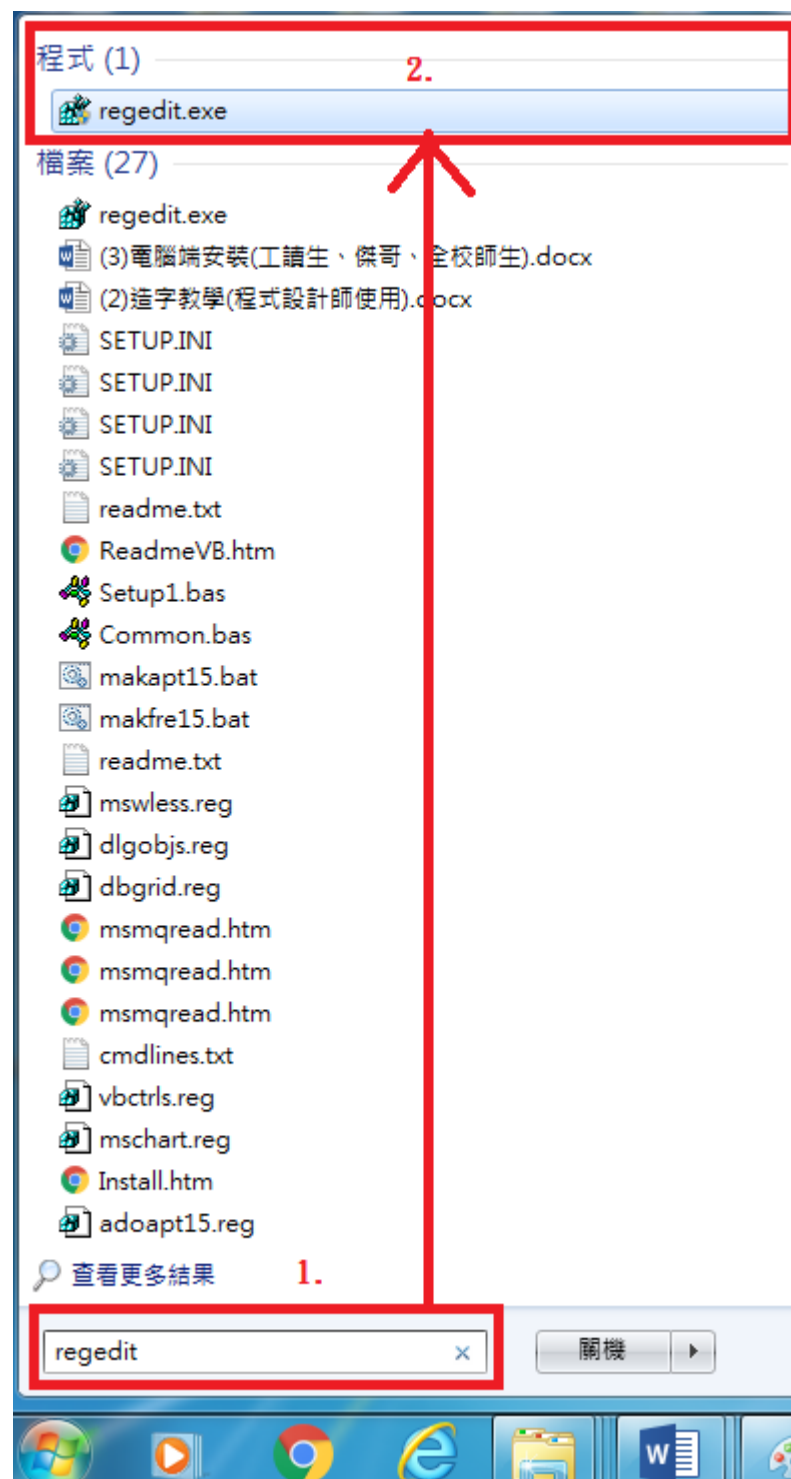 程式 (1)
2.
regedit.exe
檔案 (27)
regedit.exe
(3)電腦端安裝(工讀生、傑哥、全校師生).docx
(2)造字教學(程式設計師使用).docx
SETUP.INI
SETUP.INI
SETUP.INI
SETUP.INI
readme.txt
ReadmeVB.htm
Setup1.bas
Common.bas
makapt15.bat
makfre15.bat
readme.txt
mswless.reg
dlgobjs.reg
dbgrid.reg
msmqread.htm
msmqread.htm
msmqread.htm
cmdlines.txt
vbctrls.reg
mschart.reg
Install.htm
adoapt15.reg
查看更多結果
1.
regedit
關機
W